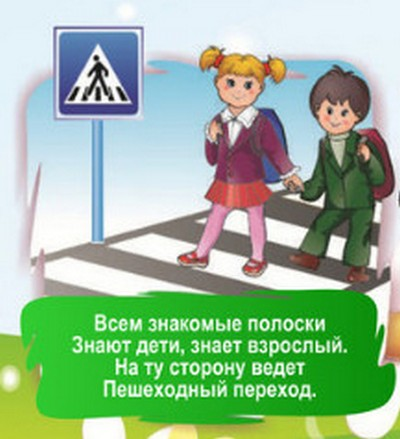 Всем знакомые полоски
Знают дети, знает взрослый.
На ту сторону ведет
Пешеходный переход.